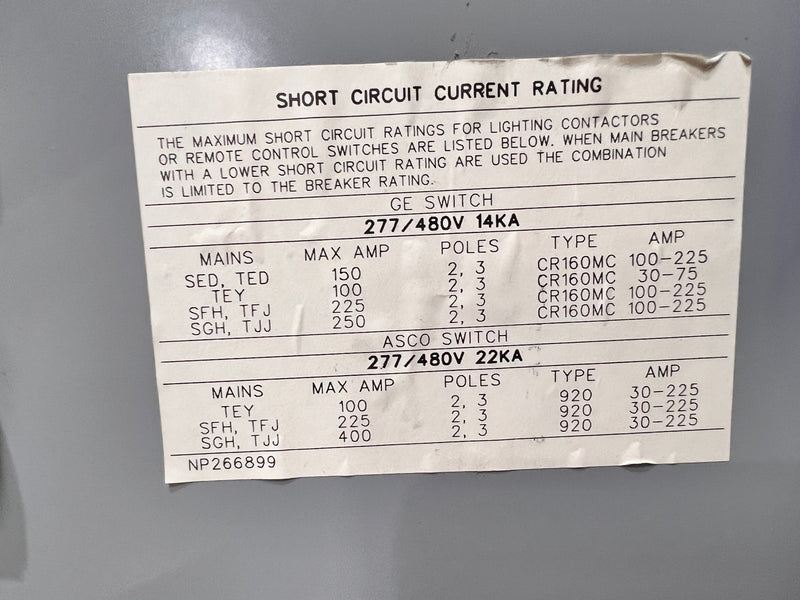 SHORT CIRCUIT CURRENT RATING
THE MAXIMUM SHORT CIRCUIT RATINGS FOR LIGHTING CONTACTORS
OR REMOTE CONTROL SWITCHES ARE LISTED BELOW. WHEN MAIN BREAKERS
WITH A LOWER SHORT CIRCUIT RATING ARE USED THE COMBINATION
IS LIMITED TO THE BREAKER RATING.
GE SWITCH
277/480V 14KA
MAINS MAX AMP POLES TYPE AMP
SED, TED 150 2, 3 CR160MC 100-225
TEY 100 2, 3 CR160MC 30-75
SFH, TFJ 225 2, 3 CR160MC 100-225
SGH, TJJ 250 2, 3 CR160MC 100-225
ASCO SWITCH
277/480V 22KA
MAINS MAX AMP POLES TYPE AMP
TEY 100 2, 3 920 30-225
SFH, TFJ 225 2, 3 920 30-225
SGH, TJJ 400 2, 3 920 30-225
NP266899